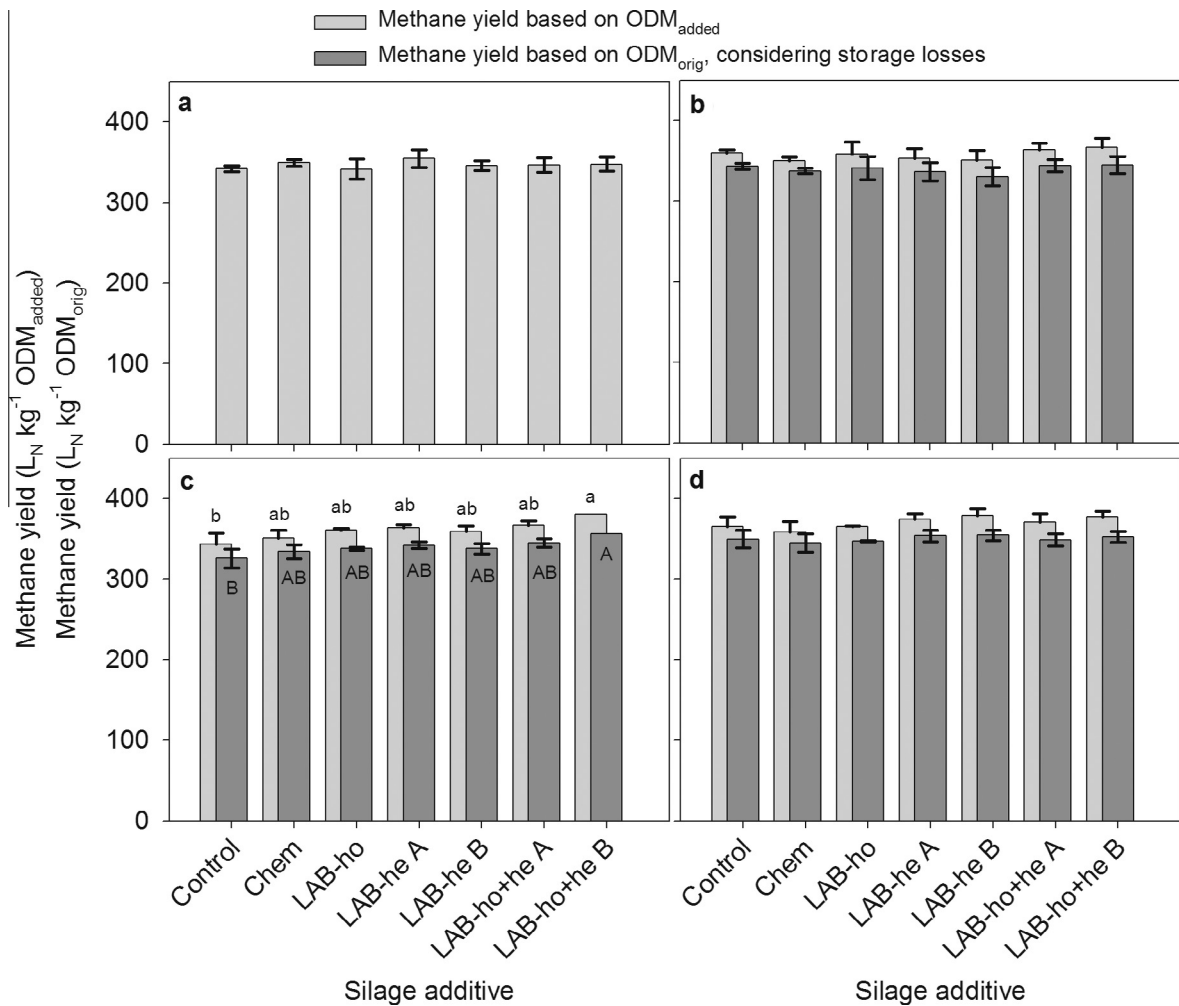 Methane yield based on ODM_added
Methane yield based on ODM_orig, considering storage losses
Methane yield (L_N kg^-1 ODM_added)
Methane yield (L_N kg^-1 ODM_orig)
a
400
300
200
100
0
b
c
400
300
200
100
0
b ab ab ab ab ab a
B AB AB AB AB AB A
d
Control Chem LAB-ho LAB-he A LAB-he B LAB-ho+he A LAB-ho+he B
Control Chem LAB-ho LAB-he A LAB-he B LAB-ho+he A LAB-ho+he B
Silage additive
Silage additive